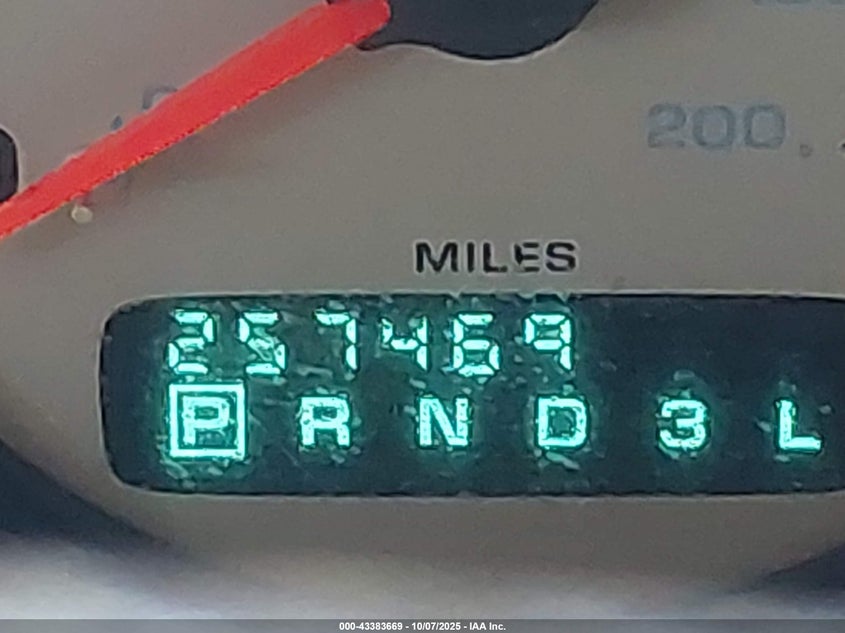 200
MILES
257469
P R N D 3 L
000-43383669 - 10/07/2025 - IAA Inc.